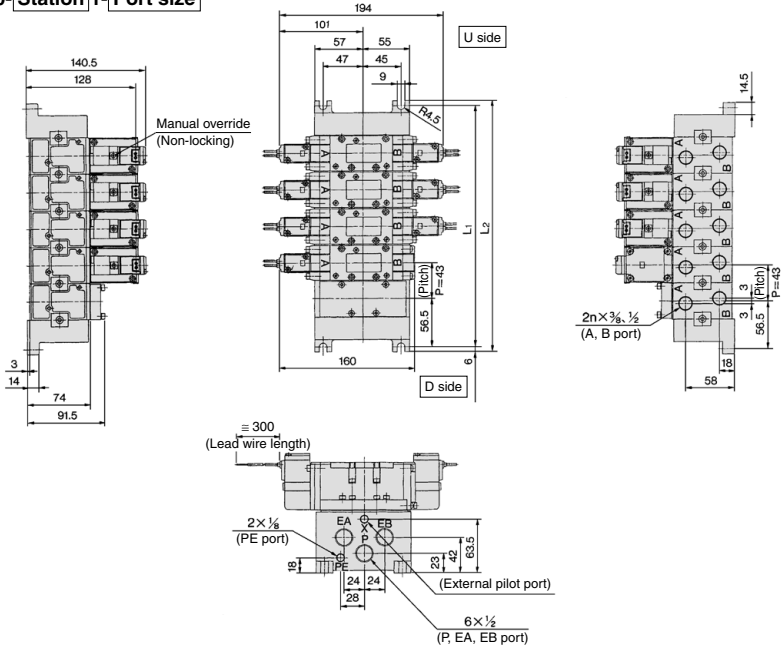 Station 1- Port size
194
101
57
55
47
45
9
R4.5
U side
140.5
128
Manual override
(Non-locking)
A
B
A
B
A
B
A
B
L1
L2
(Pitch)
P=43
56.5
6
160
D side
3
14
74
91.5
14.5
A
B
A
B
A
B
A
B
A
B
(Pitch)
P=43
3
3
56.5
2n×3⁄8、1⁄2
(A, B port)
18
58
≅ 300
(Lead wire length)
2×1⁄8
(PE port)
EA
X
EB
P
PE
18
24
24
28
23
42
63.5
(External pilot port)
6×1⁄2
(P, EA, EB port)